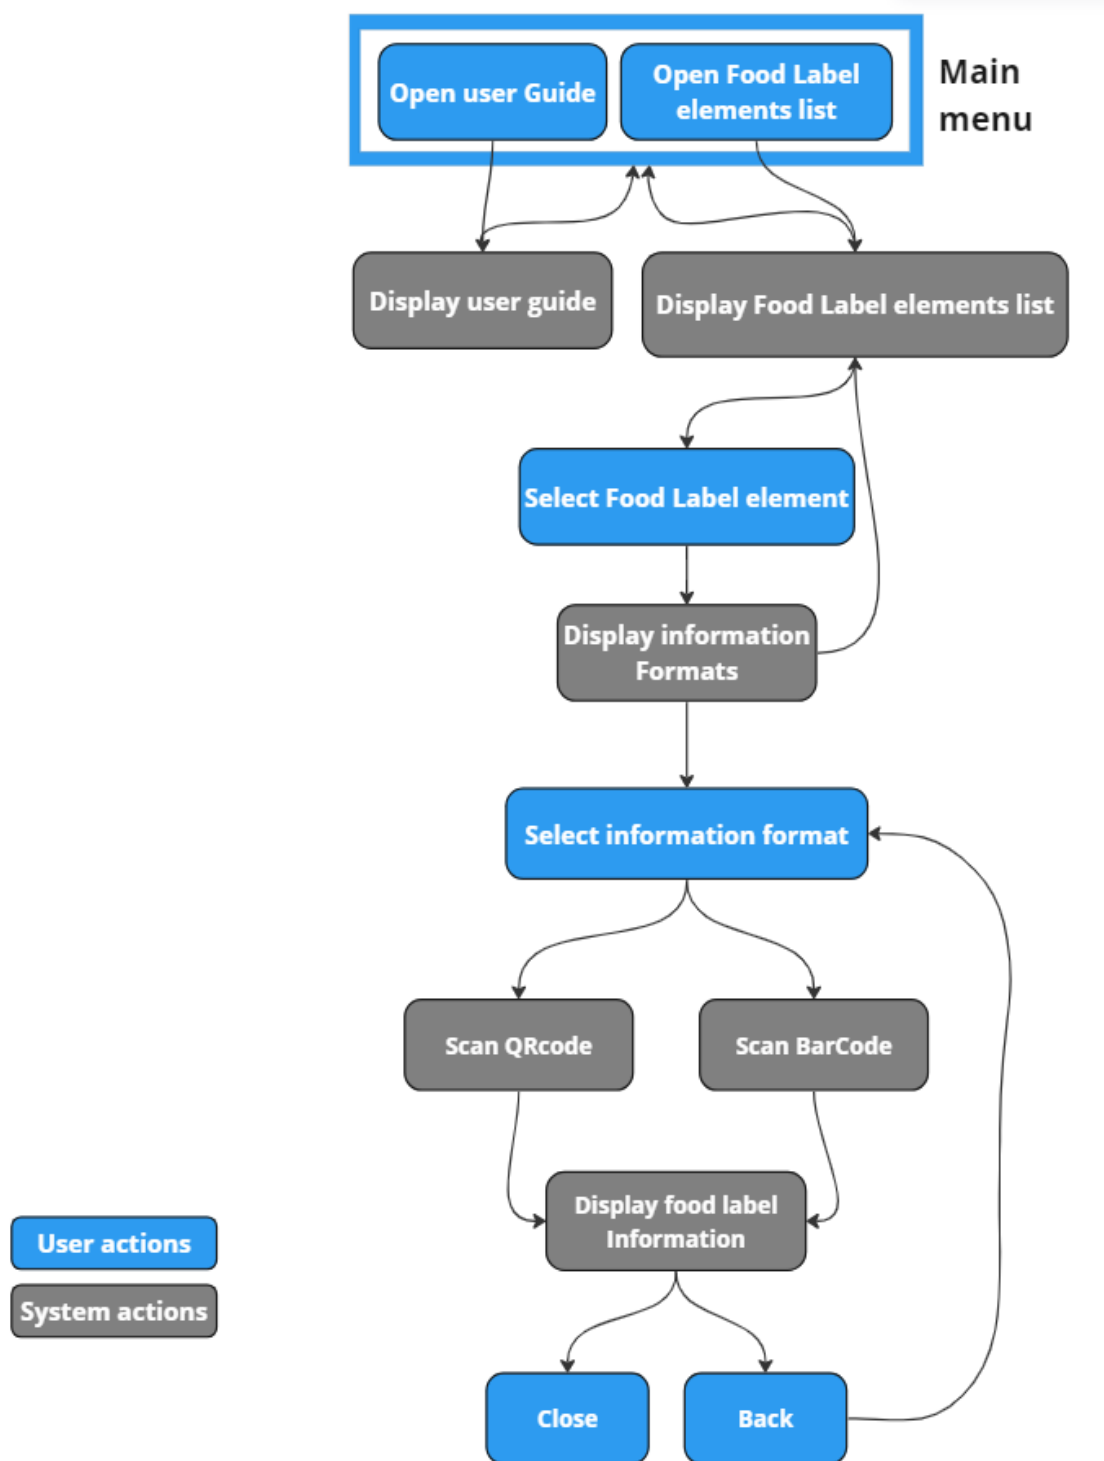 Open user Guide
Open Food Label
elements list
Main
menu
Display user guide
Display Food Label elements list
Select Food Label element
Display information
Formats
Select information format
Scan QRcode
Scan BarCode
Display food label
Information
User actions
System actions
Close
Back